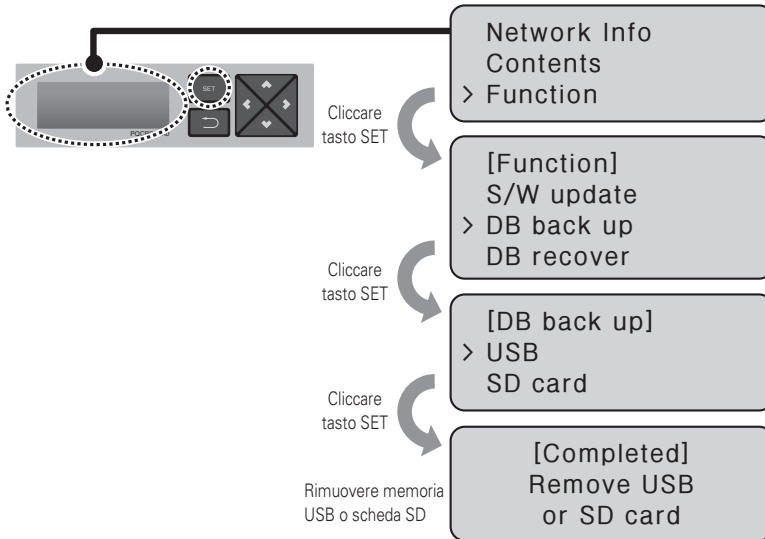 Network Info
Contents
> Function
SET
Cliccare
tasto SET
[Function]
S/W update
> DB back up
DB recover
Cliccare
tasto SET
[DB back up]
> USB
SD card
Cliccare
tasto SET
[Completed]
Remove USB
or SD card
Rimuovere memoria
USB o scheda SD